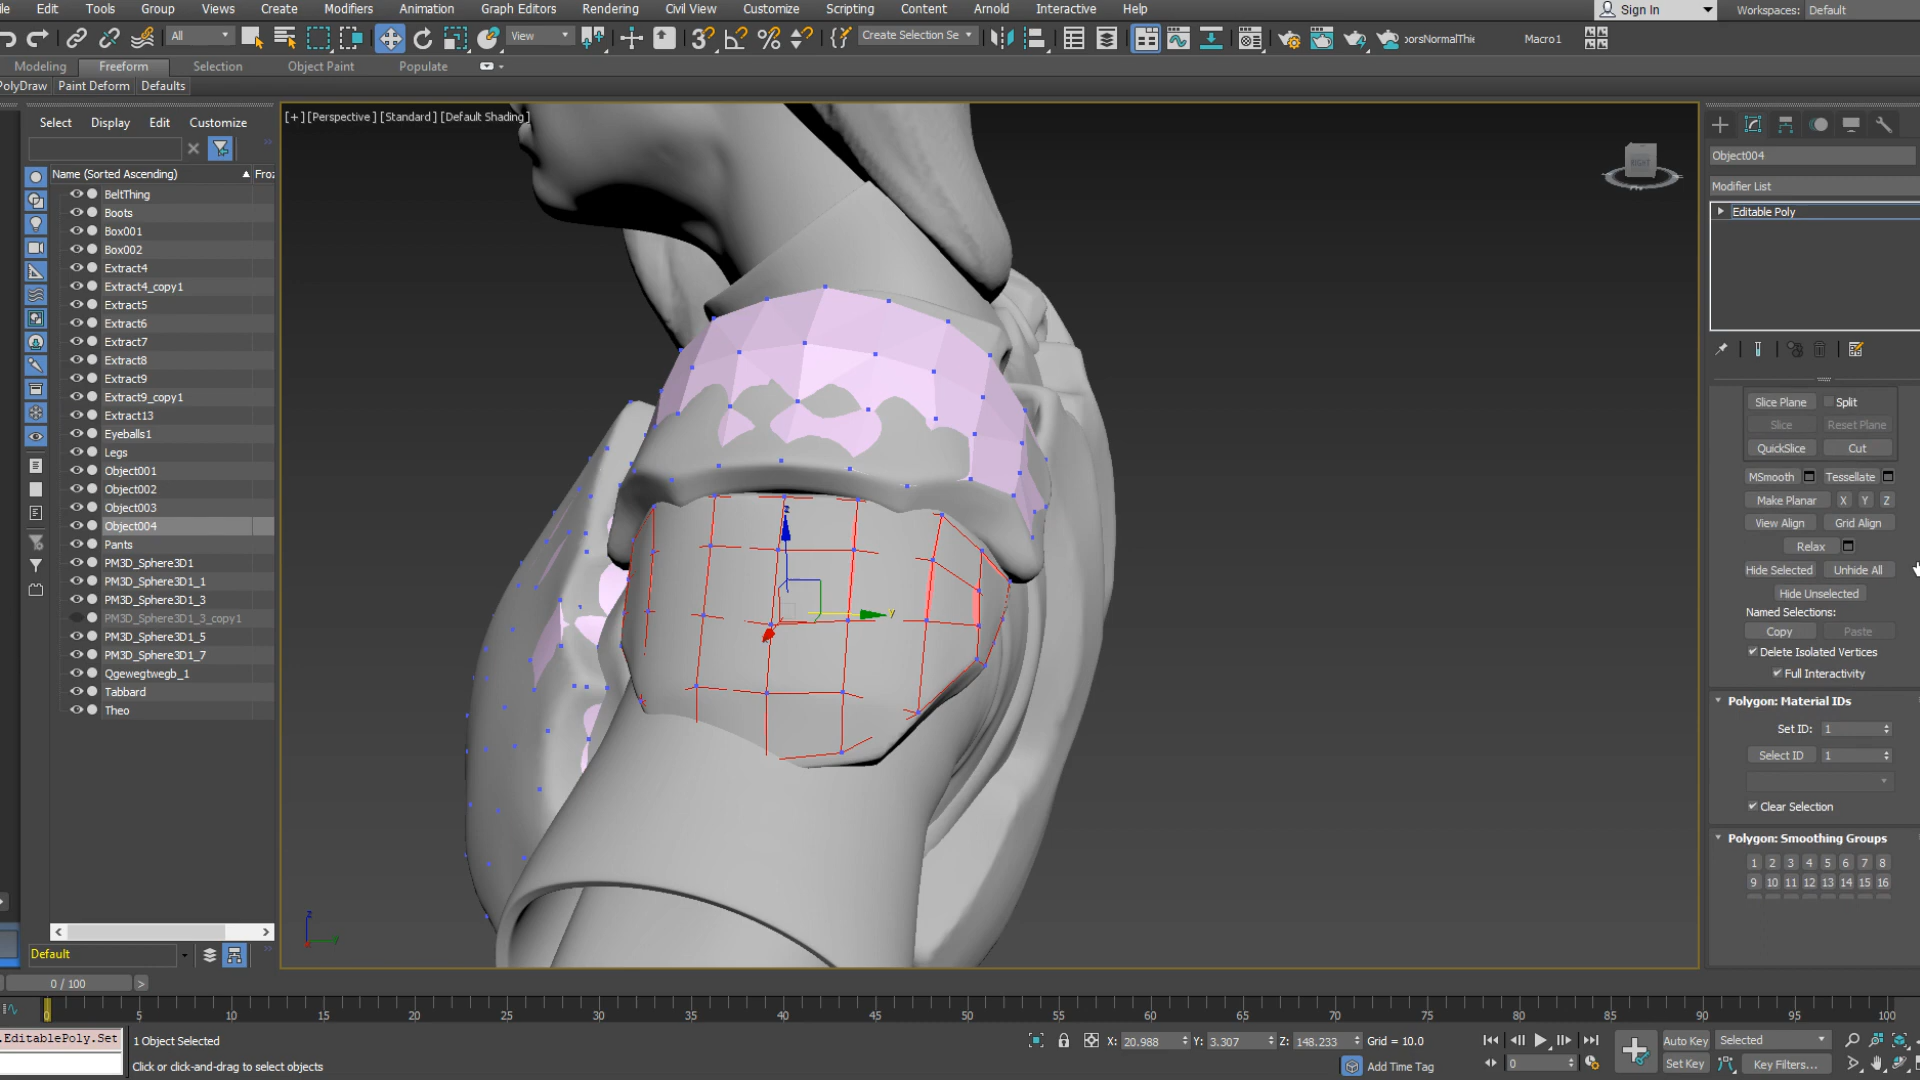 Edit Tools Group Views Create Modifiers Animation Graph Editors Rendering Civil View Customize Scripting Content Arnold Interactive Help
Sign In Workspaces: Default
All View Create Selection Se Macro1
Modeling Freeform Selection Object Paint Populate
PolyDraw Paint Deform Defaults
Select Display Edit Customize
[+] [Perspective] [Standard] [Default Shading]
Name (Sorted Ascending) Froz
BeltThing
Boots
Box001
Box002
Extract4
Extract4_copy1
Extract5
Extract6
Extract7
Extract8
Extract9
Extract9_copy1
Extract13
Eyeballs1
Legs
Object001
Object002
Object003
Object004
Pants
PM3D_Sphere3D1
PM3D_Sphere3D1_1
PM3D_Sphere3D1_3
PM3D_Sphere3D1_3_copy1
PM3D_Sphere3D1_5
PM3D_Sphere3D1_7
Qgewegtwegb_1
Tabbard
Theo
Default
RIGHT
z
y
z
Object004
Modifier List
Editable Poly
Slice Plane Split
Slice Reset Plane
QuickSlice Cut
MSmooth Tessellate
Make Planar X Y Z
View Align Grid Align
Relax
Hide Selected Unhide All
Hide Unselected
Named Selections:
Copy Paste
Delete Isolated Vertices
Full Interactivity
Polygon: Material IDs
Set ID: 1
Select ID 1
Clear Selection
Polygon: Smoothing Groups
1 2 3 4 5 6 7 8
9 10 11 12 13 14 15 16
0 / 100 >
0 5 10 15 20 25 30 35 40 45 50 55 60 65 70 75 80 85 90 95 100
.EditablePoly.Set 1 Object Selected X: 20.988 Y: 3.307 Z: 148.233 Grid = 10.0 Auto Key Selected
Click or click-and-drag to select objects Add Time Tag 0 Set Key Key Filters...